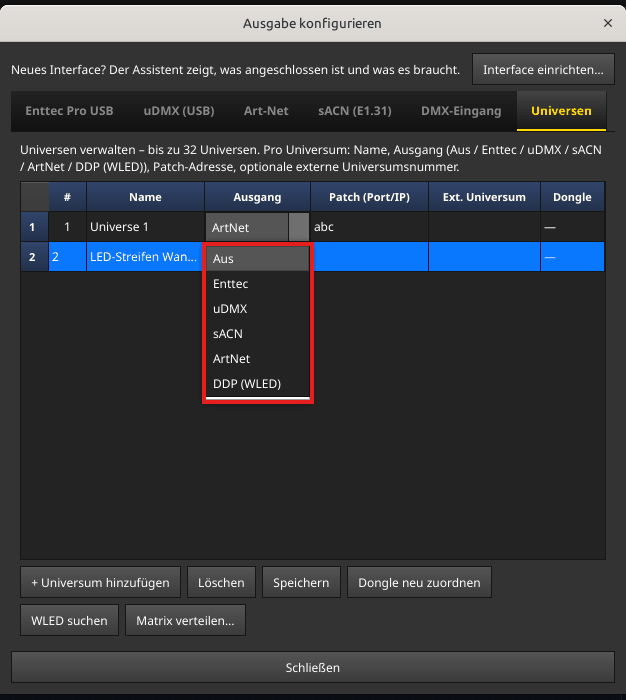 Ausgabe konfigurieren ×
Neues Interface? Der Assistent zeigt, was angeschlossen ist und was es braucht. Interface einrichten...
Enttec Pro USB uDMX (USB) Art-Net sACN (E1.31) DMX-Eingang Universen
Universen verwalten – bis zu 32 Universen. Pro Universum: Name, Ausgang (Aus / Enttec / uDMX / sACN
/ ArtNet / DDP (WLED)), Patch-Adresse, optionale externe Universumsnummer.
# Name Ausgang Patch (Port/IP) Ext. Universum Dongle
1 1 Universe 1 ArtNet abc —
2 2 LED-Streifen Wan... —
Aus
Enttec
uDMX
sACN
ArtNet
DDP (WLED)
+ Universum hinzufügen Löschen Speichern Dongle neu zuordnen
WLED suchen Matrix verteilen...
Schließen